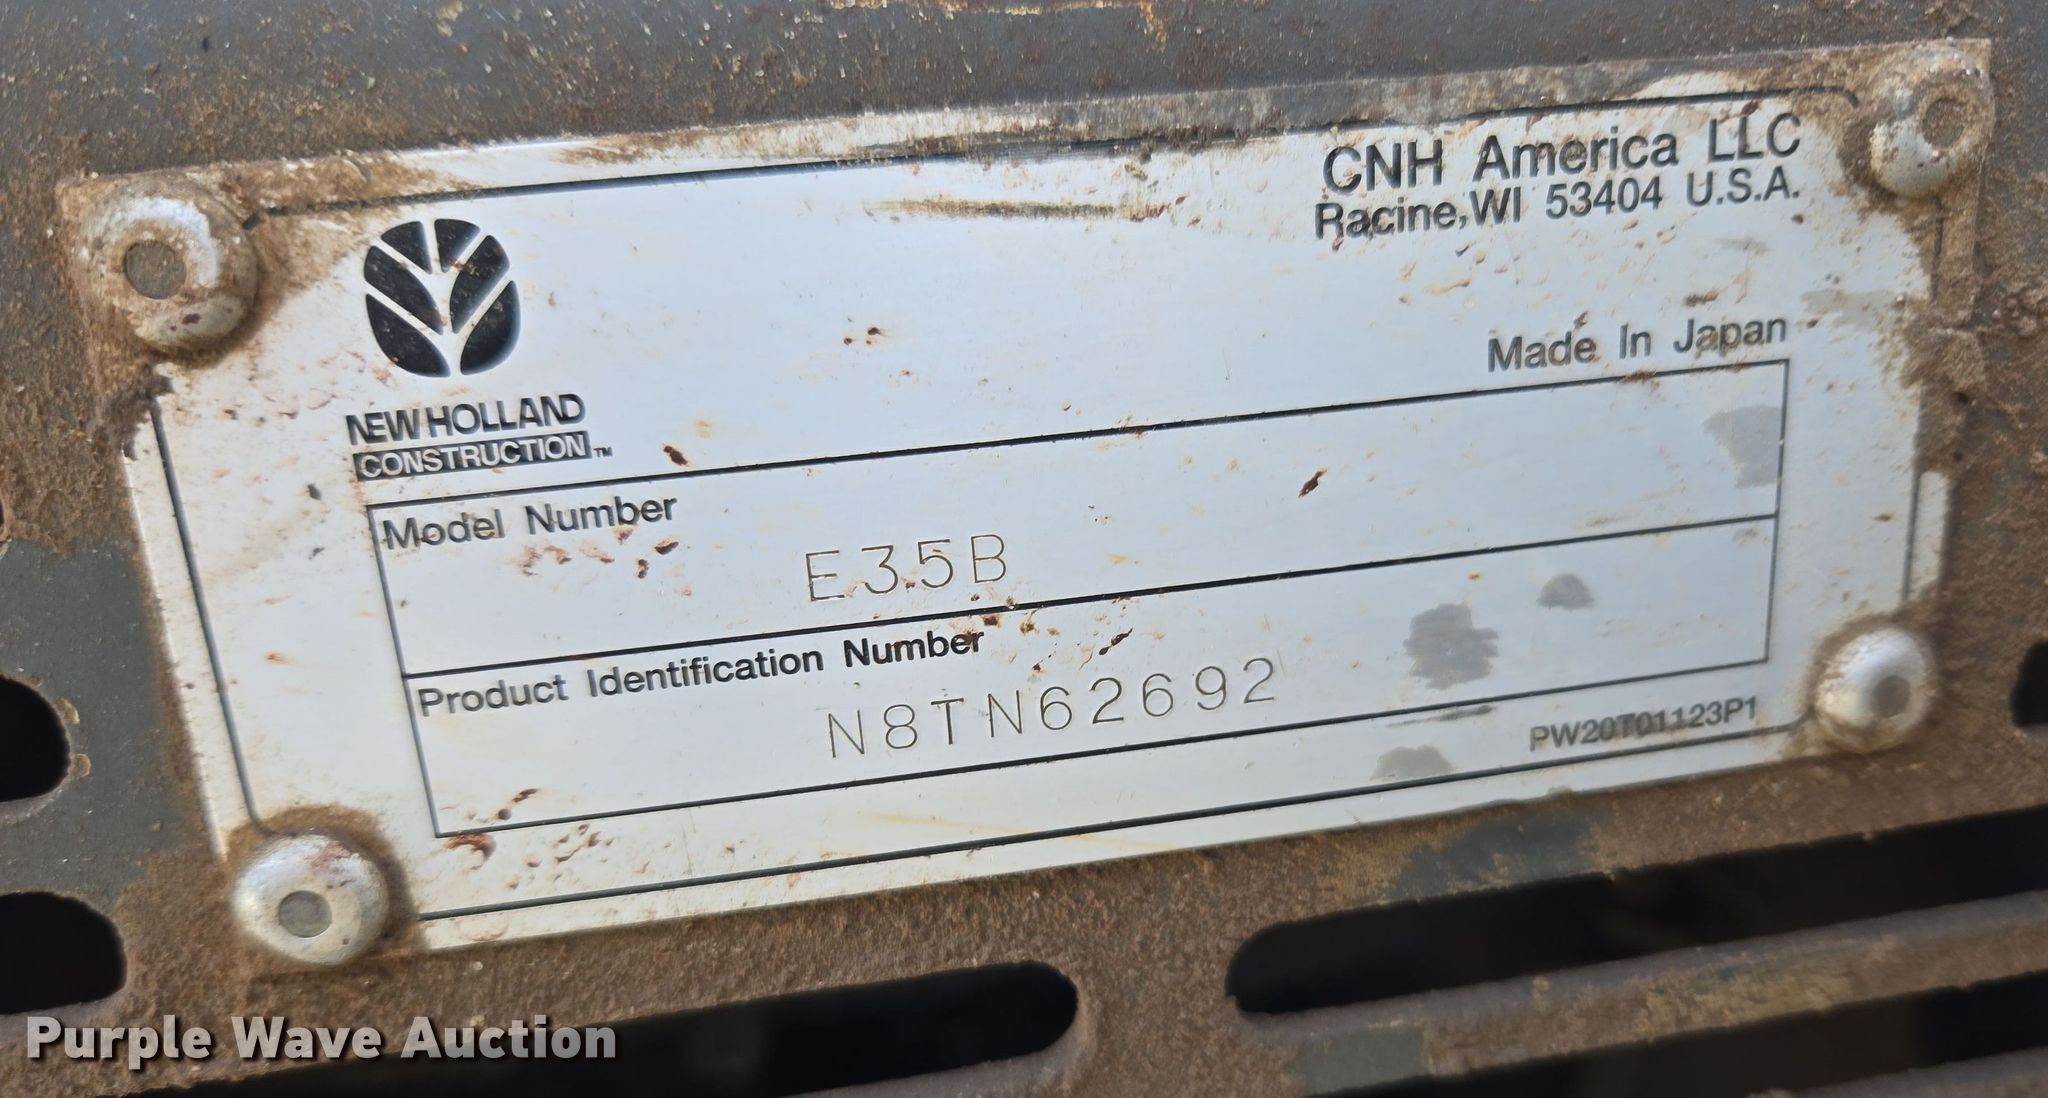 CNH America LLC
Racine, WI 53404 U.S.A.
Made In Japan
NEW HOLLAND
CONSTRUCTION™
Model Number
E35B
Product Identification Number
N8TN62692
PW20T01123P1
Purple Wave Auction